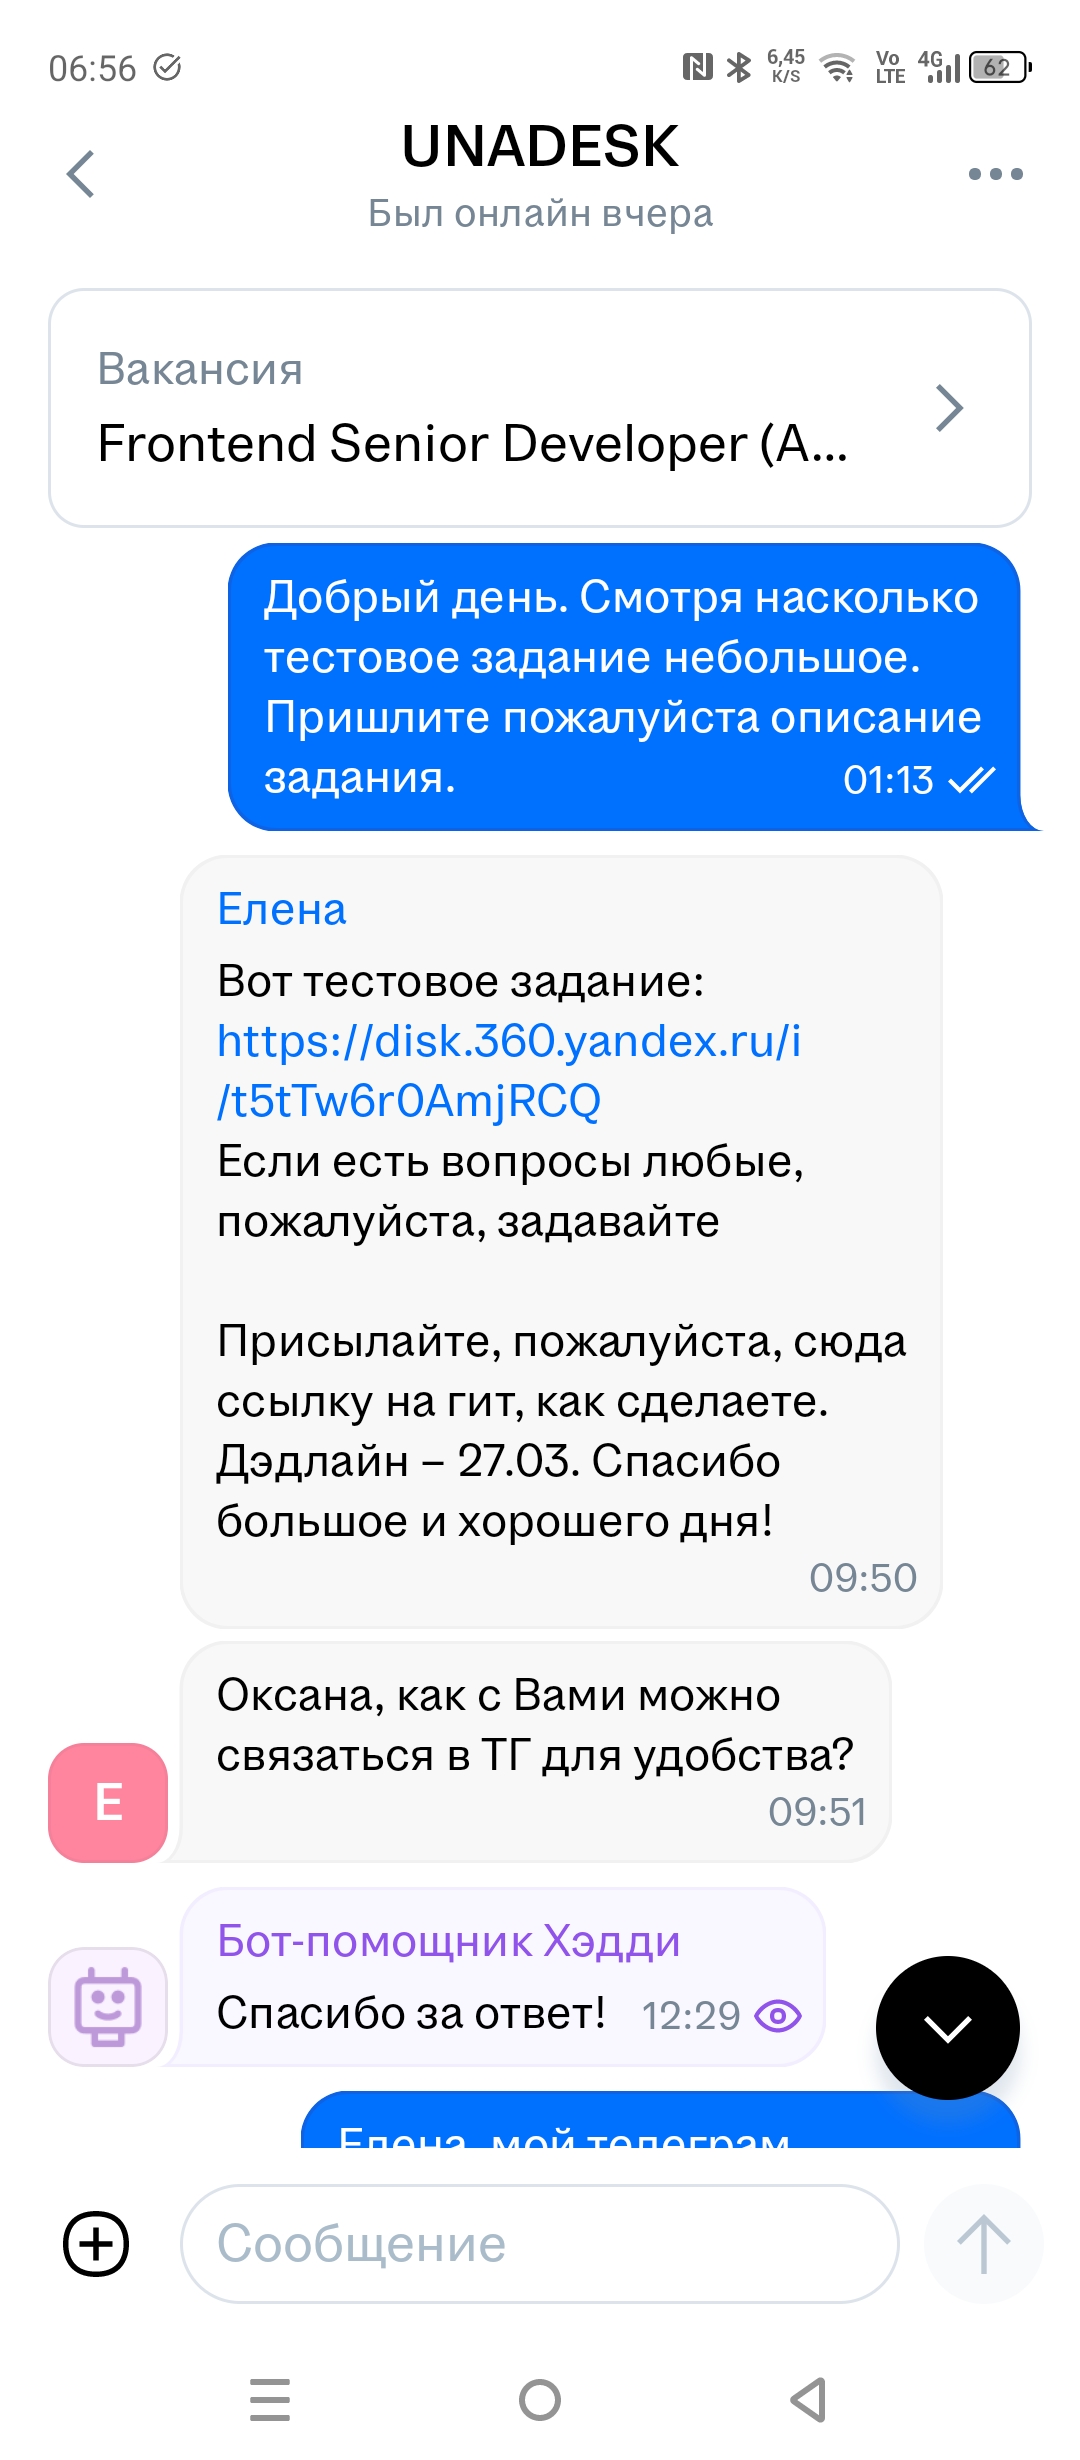 06:56
6,45 K/S Vo LTE 4G 62
UNADESK
Был онлайн вчера
Вакансия
Frontend Senior Developer (A...
Добрый день. Смотря насколько
тестовое задание небольшое.
Пришлите пожалуйста описание
задания. 01:13
Елена
Вот тестовое задание:
https://disk.360.yandex.ru/i
/t5tTw6r0AmjRCQ
Если есть вопросы любые,
пожалуйста, задавайте
Присылайте, пожалуйста, сюда
ссылку на гит, как сделаете.
Дэдлайн – 27.03. Спасибо
большое и хорошего дня!
09:50
Оксана, как с Вами можно
связаться в ТГ для удобства?
09:51
Е
Бот-помощник Хэдди
Спасибо за ответ! 12:29
Елена, мой телеграм
Сообщение